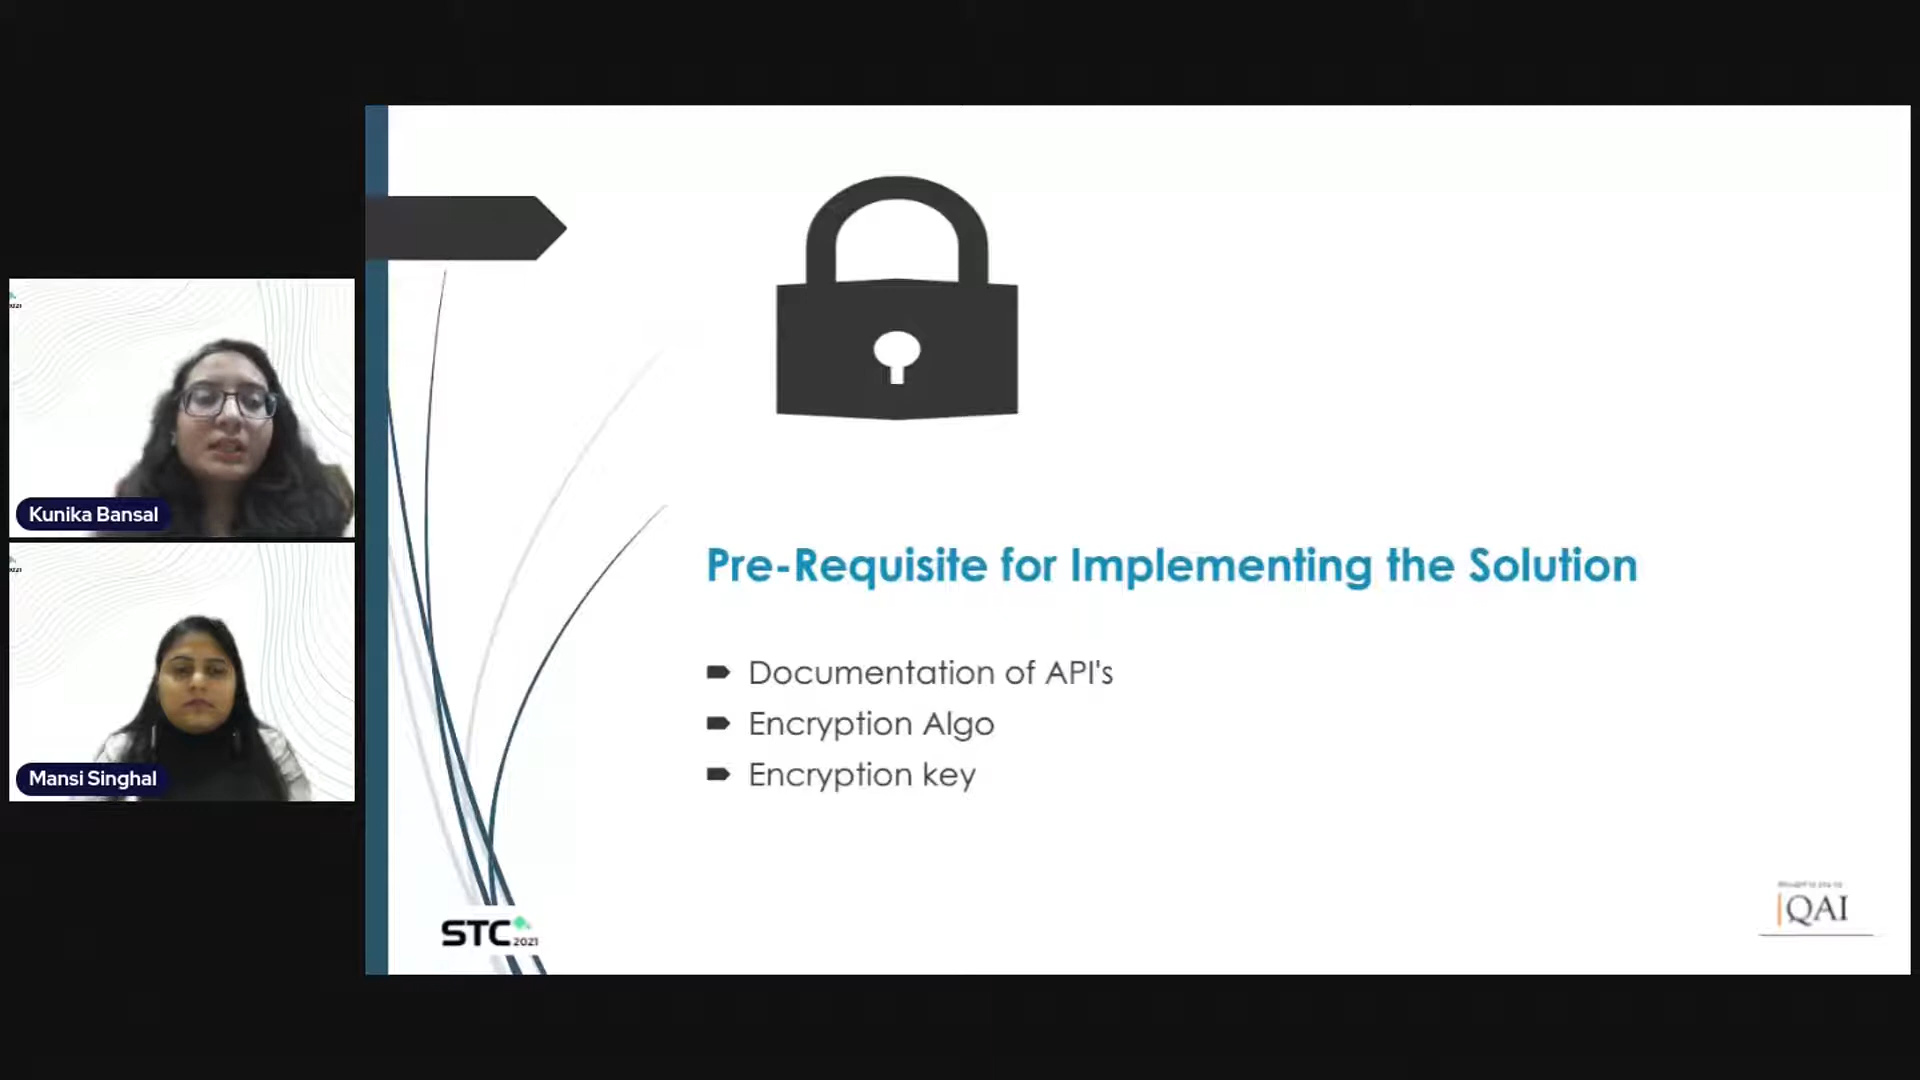 Kunika Bansal
Mansi Singhal
Pre-Requisite for Implementing the Solution
Documentation of API's
Encryption Algo
Encryption key
STC 2021
QAI